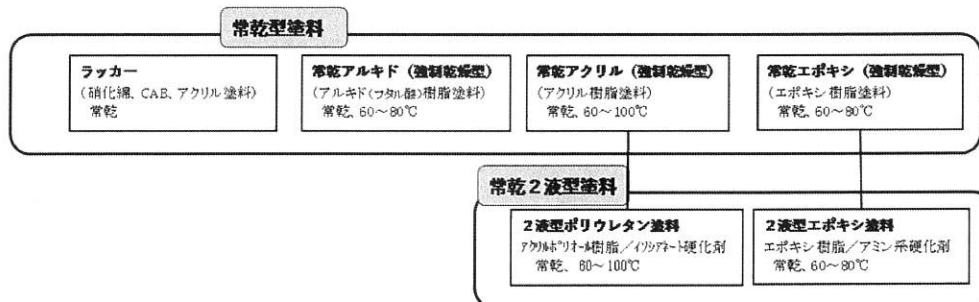 常乾型塗料
ラッカー
(硝化綿、CAB、アクリル塗料)
常乾
常乾アルキド (強制乾燥型)
(アルキド(フタル酸)樹脂塗料)
常乾、60～80℃
常乾アクリル (強制乾燥型)
(アクリル樹脂塗料)
常乾、60～100℃
常乾エポキシ (強制乾燥型)
(エポキシ樹脂塗料)
常乾、60～80℃
常乾2液型塗料
2液型ポリウレタン塗料
アクリルポリオール樹脂/イソシアネート硬化剤
常乾、60～100℃
2液型エポキシ塗料
エポキシ樹脂/アミン系硬化剤
常乾、60～80℃